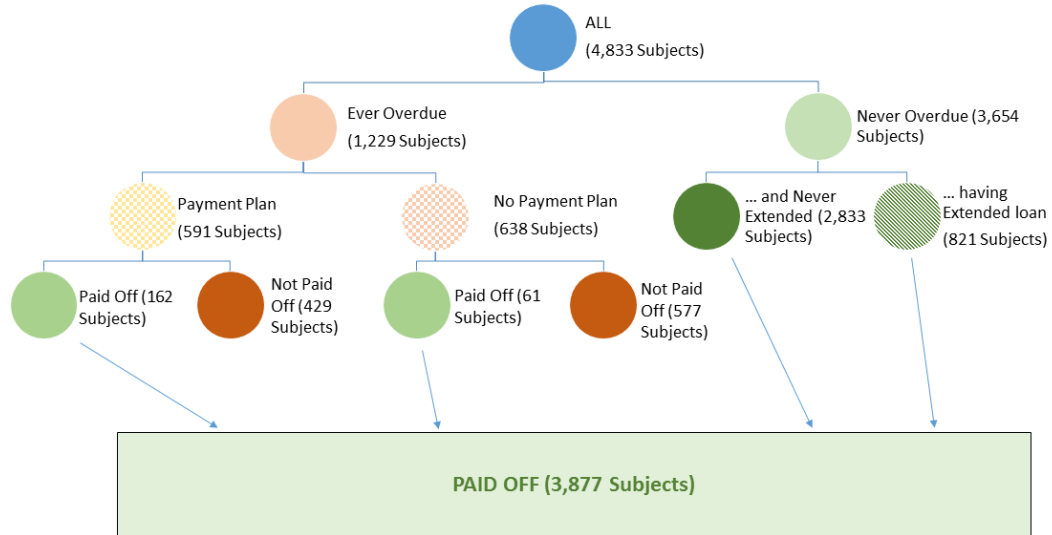 ALL
(4,833 Subjects)
Ever Overdue
(1,229 Subjects)
Never Overdue (3,654
Subjects)
Payment Plan
(591 Subjects)
No Payment Plan
(638 Subjects)
... and Never
Extended (2,833
Subjects)
... having
Extended loan
(821 Subjects)
Paid Off (162
Subjects)
Not Paid
Off (429
Subjects)
Paid Off (61
Subjects)
Not Paid
Off (577
Subjects)
PAID OFF (3,877 Subjects)